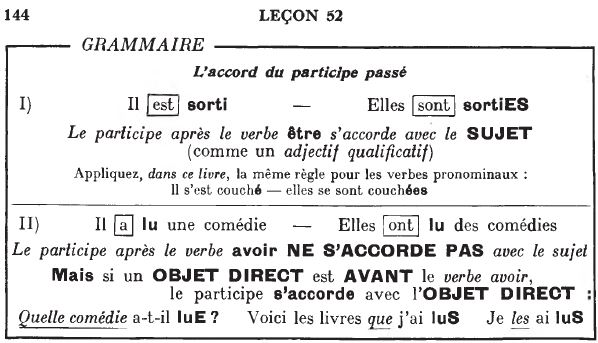 144 LEÇON 52
GRAMMAIRE
L'accord du participe passé
I) Il est sorti — Elles sont sortiES
Le participe après le verbe être s'accorde avec le SUJET
(comme un adjectif qualificatif)
Appliquez, dans ce livre, la même règle pour les verbes pronominaux :
Il s'est couché — elles se sont couchées
II) Il a lu une comédie — Elles ont lu des comédies
Le participe après le verbe avoir NE S'ACCORDE PAS avec le sujet
Mais si un OBJET DIRECT est AVANT le verbe avoir,
le participe s'accorde avec l'OBJET DIRECT :
Quelle comédie a-t-il luE ? Voici les livres que j'ai luS Je les ai luS